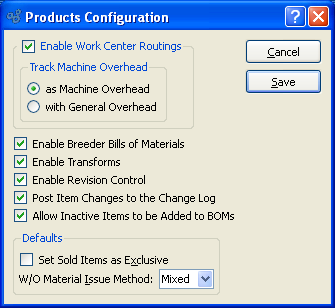 Products Configuration
Enable Work Center Routings
Cancel
Track Machine Overhead
Save
as Machine Overhead
with General Overhead
Enable Breeder Bills of Materials
Enable Transforms
Enable Revision Control
Post Item Changes to the Change Log
Allow Inactive Items to be Added to BOMs
Defaults
Set Sold Items as Exclusive
W/O Material Issue Method: Mixed